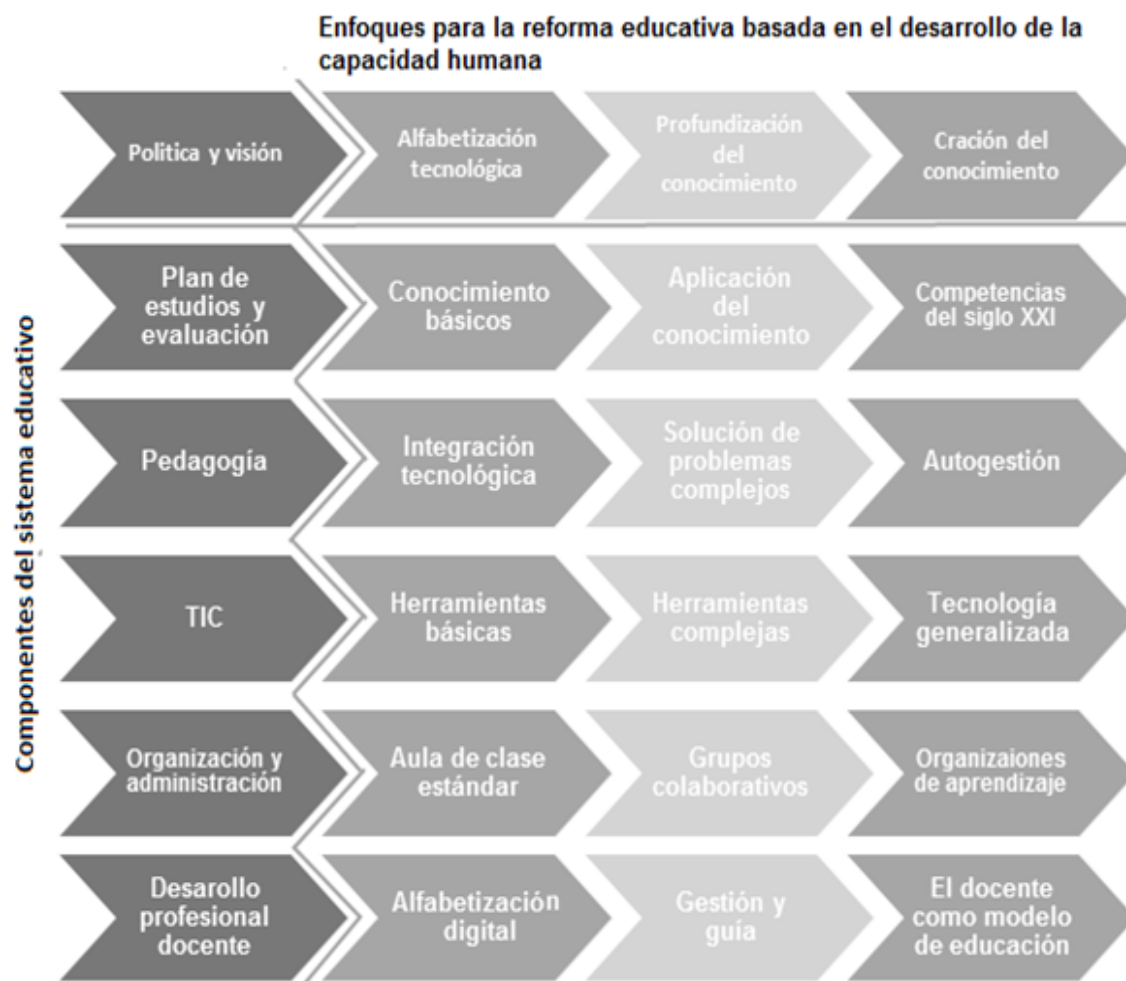 Enfoques para la reforma educativa basada en el desarrollo de la
capacidad humana
Componentes del sistema educativo
Politica y visión
Alfabetización
tecnológica
Profundización
del
conocimiento
Cración del
conocimiento
Plan de
estudios y
evaluación
Conocimiento
básicos
Aplicación
del
conocimiento
Competencias
del siglo XXI
Pedagogía
Integración
tecnológica
Solución de
problemas
complejos
Autogestión
TIC
Herramientas
básicas
Herramientas
complejas
Tecnología
generalizada
Organización y
administración
Aula de clase
estándar
Grupos
colaborativos
Organizaiones
de aprendizaje
Desarollo
profesional
docente
Alfabetización
digital
Gestión y
guía
El docente
como modelo
de educación